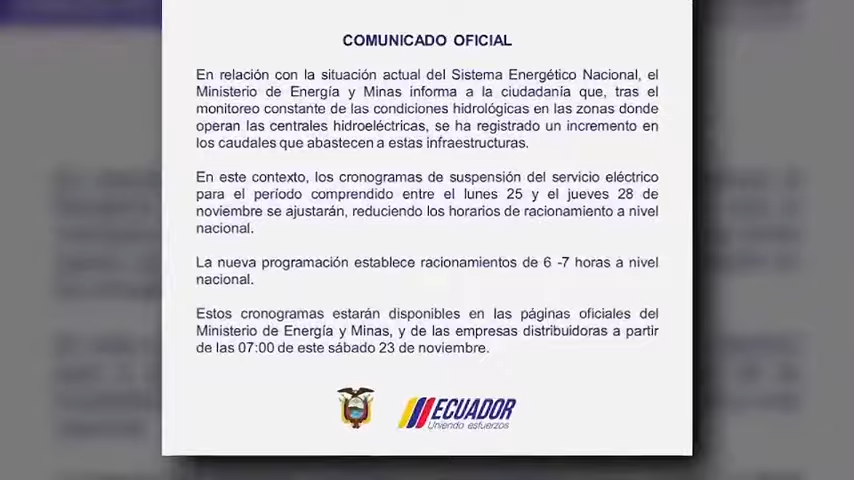 COMUNICADO OFICIAL
En relación con la situación actual del Sistema Energético Nacional, el
Ministerio de Energía y Minas informa a la ciudadanía que, tras el
monitoreo constante de las condiciones hidrológicas en las zonas donde
operan las centrales hidroeléctricas, se ha registrado un incremento en
los caudales que abastecen a estas infraestructuras.
En este contexto, los cronogramas de suspensión del servicio eléctrico
para el período comprendido entre el lunes 25 y el jueves 28 de
noviembre se ajustarán, reduciendo los horarios de racionamiento a nivel
nacional.
La nueva programación establece racionamientos de 6 -7 horas a nivel
nacional.
Estos cronogramas estarán disponibles en las páginas oficiales del
Ministerio de Energía y Minas, y de las empresas distribuidoras a partir
de las 07:00 de este sábado 23 de noviembre.
ECUADOR
Uniendo esfuerzos